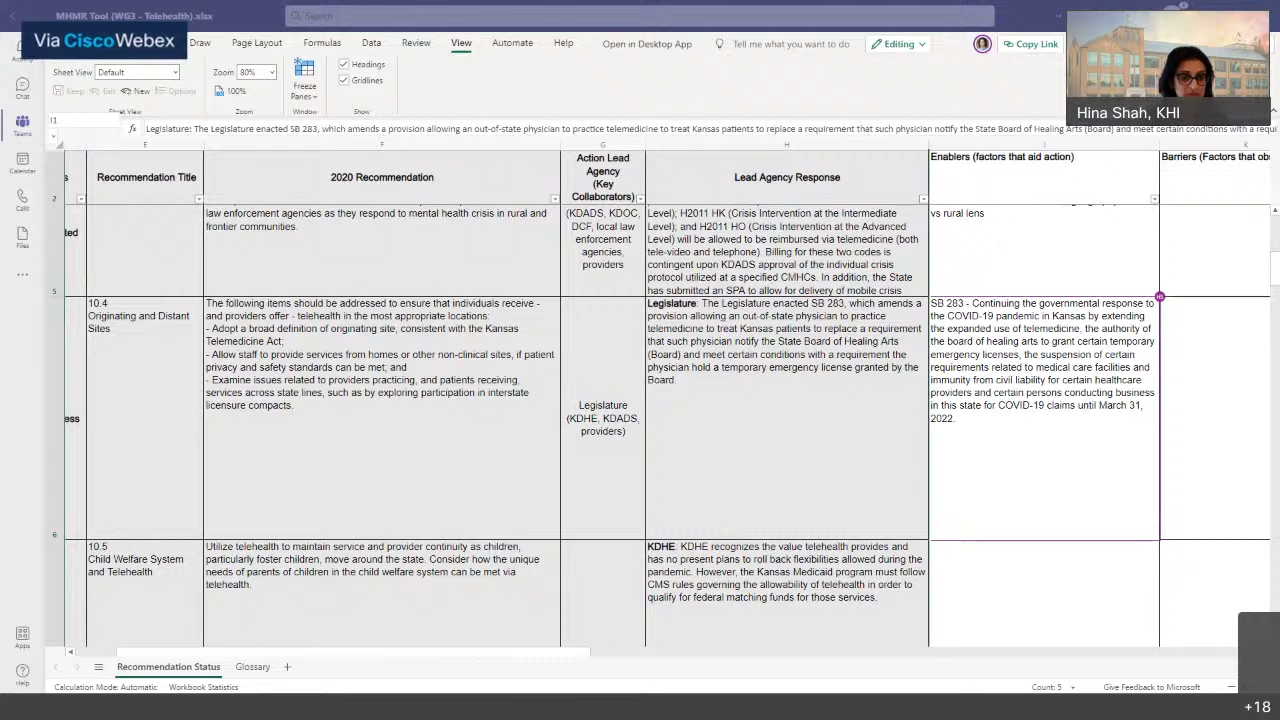 MHMR Tool (WG3 - Telehealth).xlsx
Search
Via Cisco Webex
Draw Page Layout Formulas Data Review View Automate Help Open in Desktop App Tell me what you want to do Editing Copy Link
Hina Shah, KHI
Sheet View Default
Keep Exit New Options
Sheet View
Zoom 80%
100%
Zoom
Freeze
Panes
Window
Headings
Gridlines
Show
Chat
Teams
Calendar
Calls
Files
Apps
Help
I1
fx Legislature: The Legislature enacted SB 283, which amends a provision allowing an out-of-state physician to practice telemedicine to treat Kansas patients to replace a requirement that such physician notify the State Board of Healing Arts (Board) and meet certain conditions with a requi
E F G H I K
2
s
Recommendation Title
2020 Recommendation
Action Lead
Agency
(Key
Collaborators)
Lead Agency Response
Enablers (factors that aid action)
Barriers (Factors that ob
5
ted
law enforcement agencies as they respond to mental health crisis in rural and
frontier communities.
(KDADS, KDOC,
DCF, local law
enforcement
agencies,
providers
Level); H2011 HK (Crisis Intervention at the Intermediate
Level); and H2011 HO (Crisis Intervention at the Advanced
Level) will be allowed to be reimbursed via telemedicine (both
tele-video and telephone). Billing for these two codes is
contingent upon KDADS approval of the individual crisis
protocol utilized at a specified CMHCs. In addition, the State
has submitted an SPA to allow for delivery of mobile crisis
vs rural lens
6
ess
10.4
Originating and Distant
Sites
The following items should be addressed to ensure that individuals receive -
and providers offer - telehealth in the most appropriate locations:
- Adopt a broad definition of originating site, consistent with the Kansas
Telemedicine Act;
- Allow staff to provide services from homes or other non-clinical sites, if patient
privacy and safety standards can be met; and
- Examine issues related to providers practicing, and patients receiving,
services across state lines, such as by exploring participation in interstate
licensure compacts.
Legislature
(KDHE, KDADS,
providers)
Legislature: The Legislature enacted SB 283, which amends a
provision allowing an out-of-state physician to practice
telemedicine to treat Kansas patients to replace a requirement
that such physician notify the State Board of Healing Arts
(Board) and meet certain conditions with a requirement the
physician hold a temporary emergency license granted by the
Board.
SB 283 - Continuing the governmental response to
the COVID-19 pandemic in Kansas by extending
the expanded use of telemedicine, the authority of
the board of healing arts to grant certain temporary
emergency licenses, the suspension of certain
requirements related to medical care facilities and
immunity from civil liability for certain healthcare
providers and certain persons conducting business
in this state for COVID-19 claims until March 31,
2022.
HS
10.5
Child Welfare System
and Telehealth
Utilize telehealth to maintain service and provider continuity as children,
particularly foster children, move around the state. Consider how the unique
needs of parents of children in the child welfare system can be met via
telehealth.
KDHE: KDHE recognizes the value telehealth provides and
has no present plans to roll back flexibilities allowed during the
pandemic. However, the Kansas Medicaid program must follow
CMS rules governing the allowability of telehealth in order to
qualify for federal matching funds for those services.
Recommendation Status Glossary
Calculation Mode: Automatic Workbook Statistics Count: 5 Give Feedback to Microsoft
+18